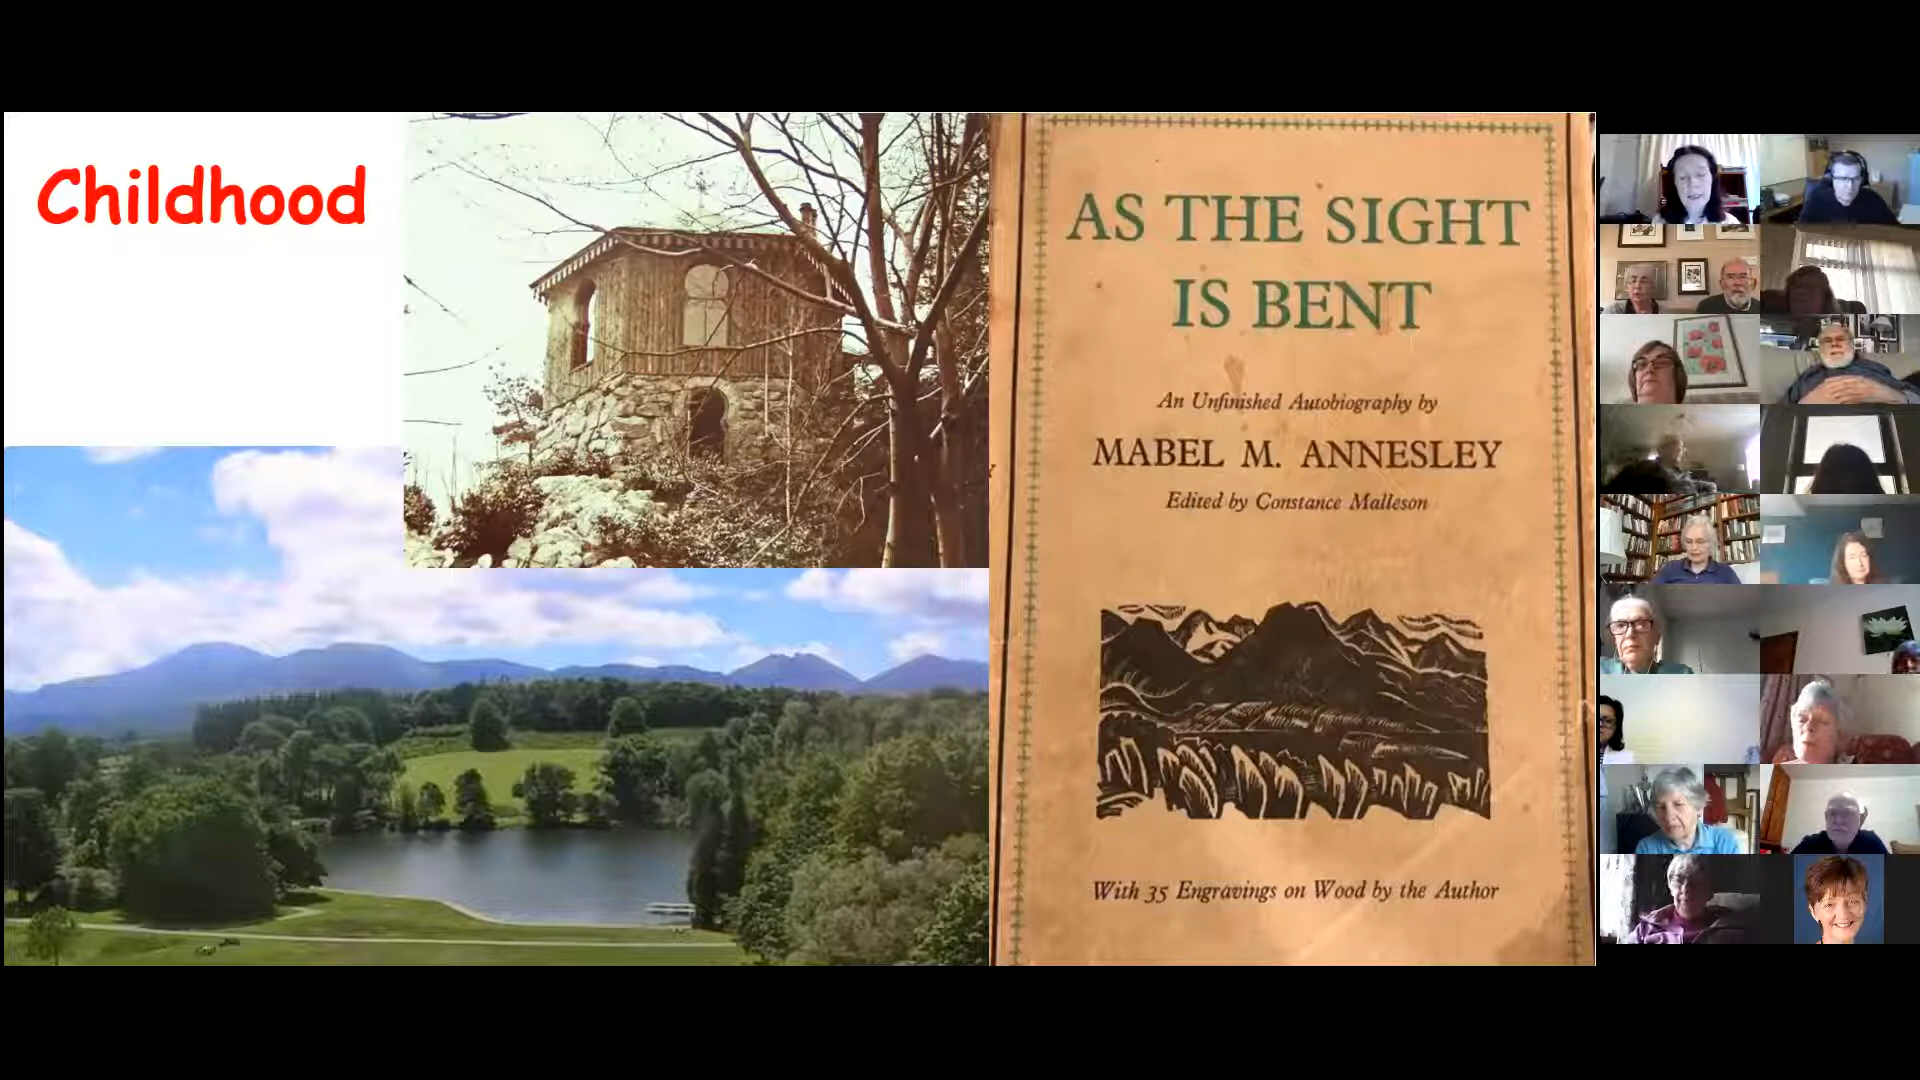 Childhood
AS THE SIGHT
IS BENT
An Unfinished Autobiography by
MABEL M. ANNESLEY
Edited by Constance Malleson
With 35 Engravings on Wood by the Author